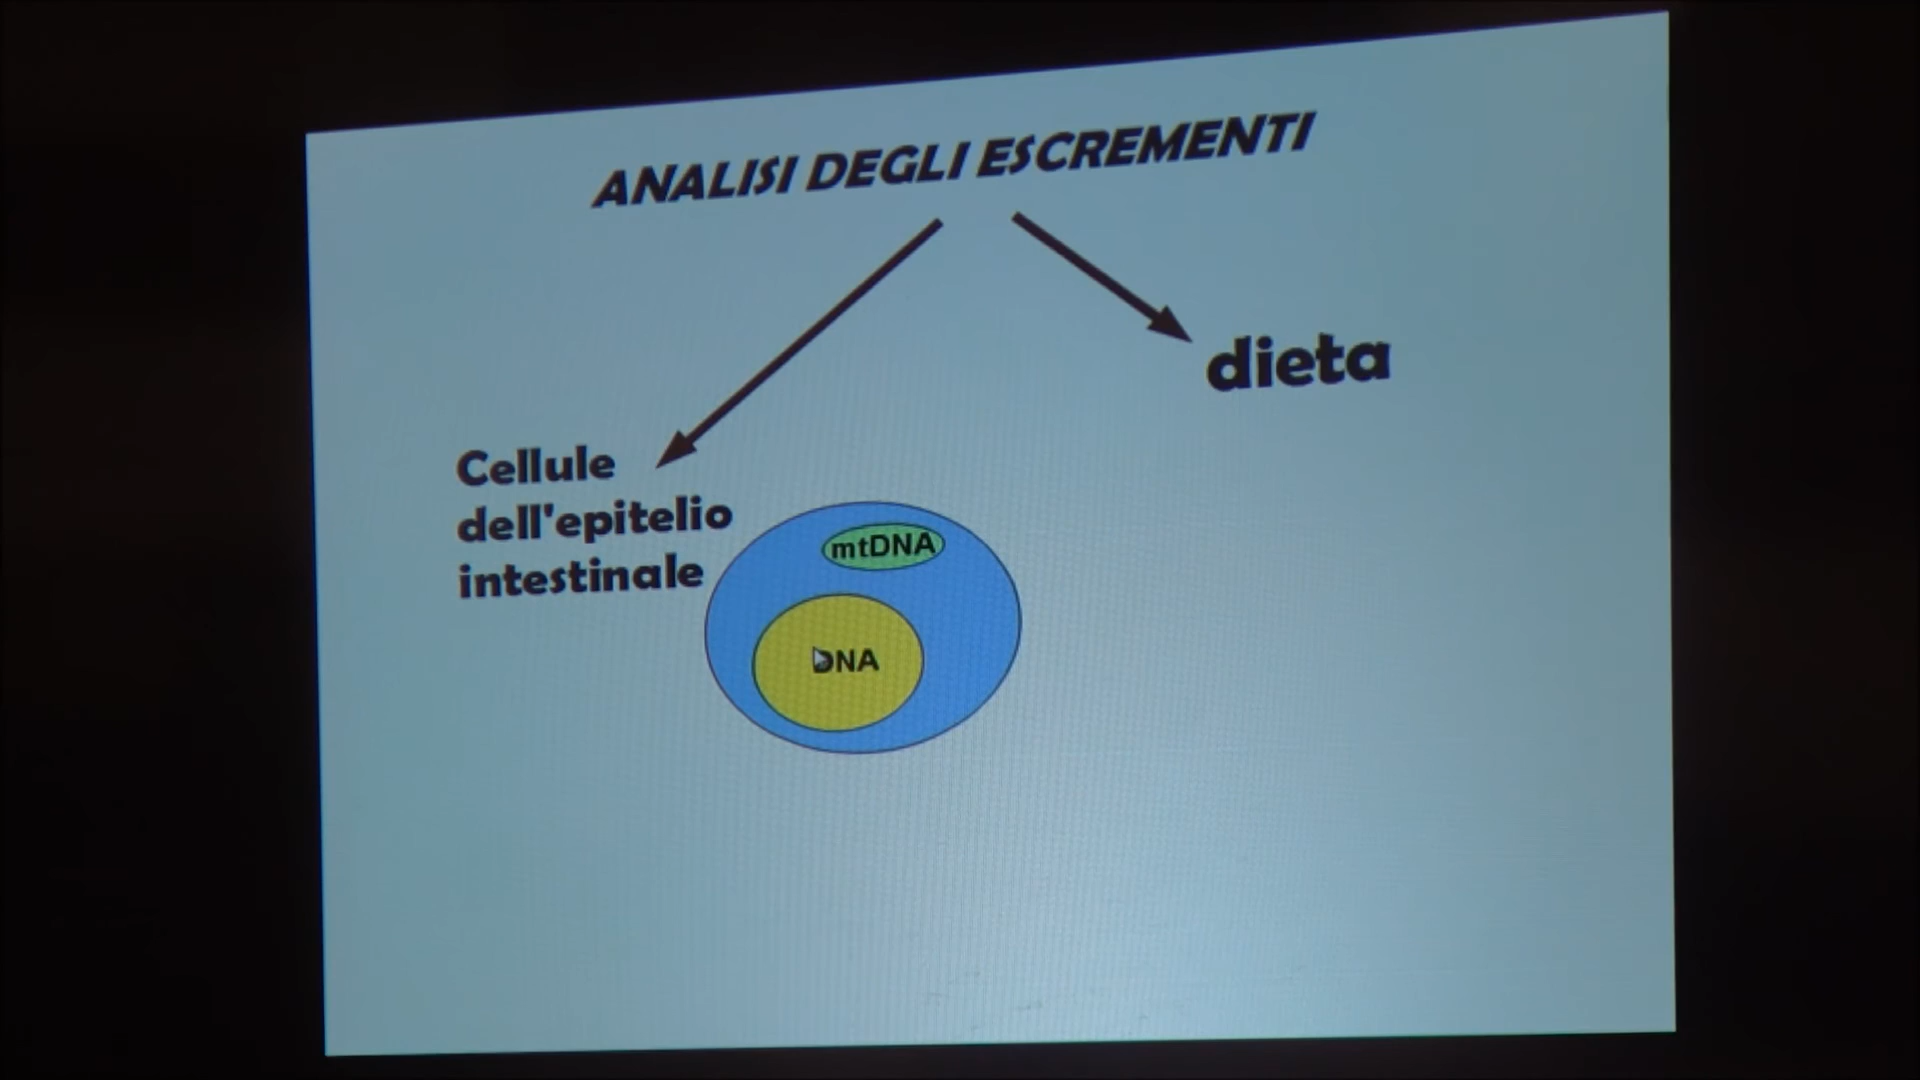 ANALISI DEGLI ESCREMENTI
dieta
Cellule
dell'epitelio
intestinale
mtDNA
DNA